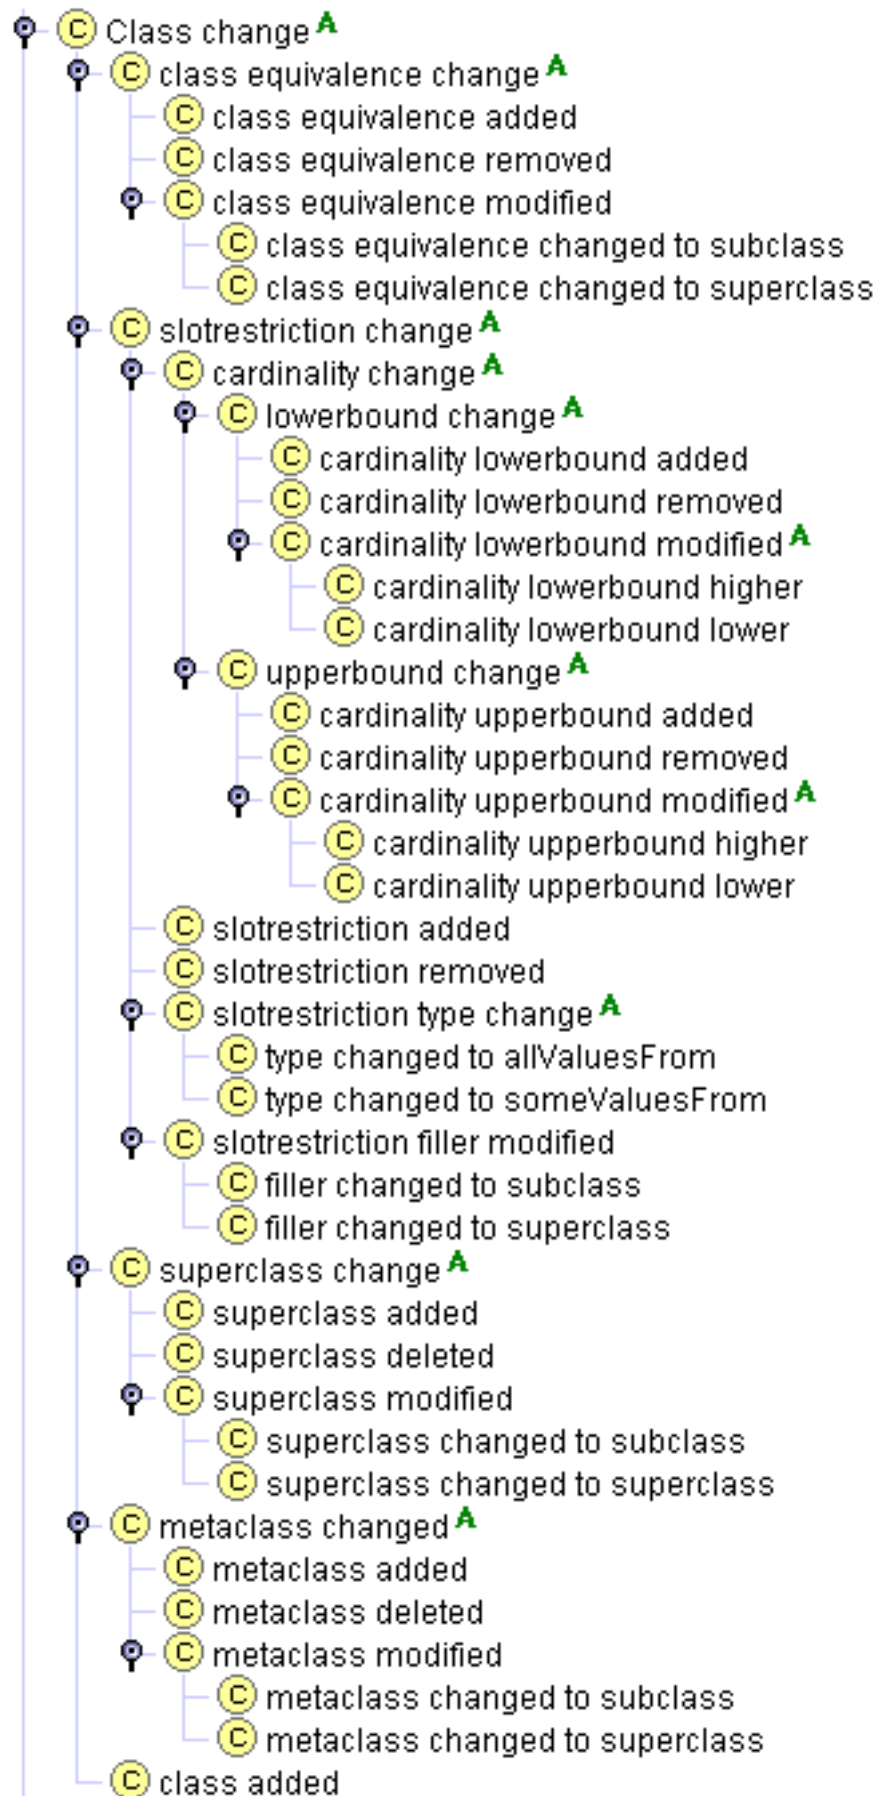 C Class change A
C class equivalence change A
C class equivalence added
C class equivalence removed
C class equivalence modified
C class equivalence changed to subclass
C class equivalence changed to superclass
C slotrestriction change A
C cardinality change A
C lowerbound change A
C cardinality lowerbound added
C cardinality lowerbound removed
C cardinality lowerbound modified A
C cardinality lowerbound higher
C cardinality lowerbound lower
C upperbound change A
C cardinality upperbound added
C cardinality upperbound removed
C cardinality upperbound modified A
C cardinality upperbound higher
C cardinality upperbound lower
C slotrestriction added
C slotrestriction removed
C slotrestriction type change A
C type changed to allValuesFrom
C type changed to someValuesFrom
C slotrestriction filler modified
C filler changed to subclass
C filler changed to superclass
C superclass change A
C superclass added
C superclass deleted
C superclass modified
C superclass changed to subclass
C superclass changed to superclass
C metaclass changed A
C metaclass added
C metaclass deleted
C metaclass modified
C metaclass changed to subclass
C metaclass changed to superclass
C class added